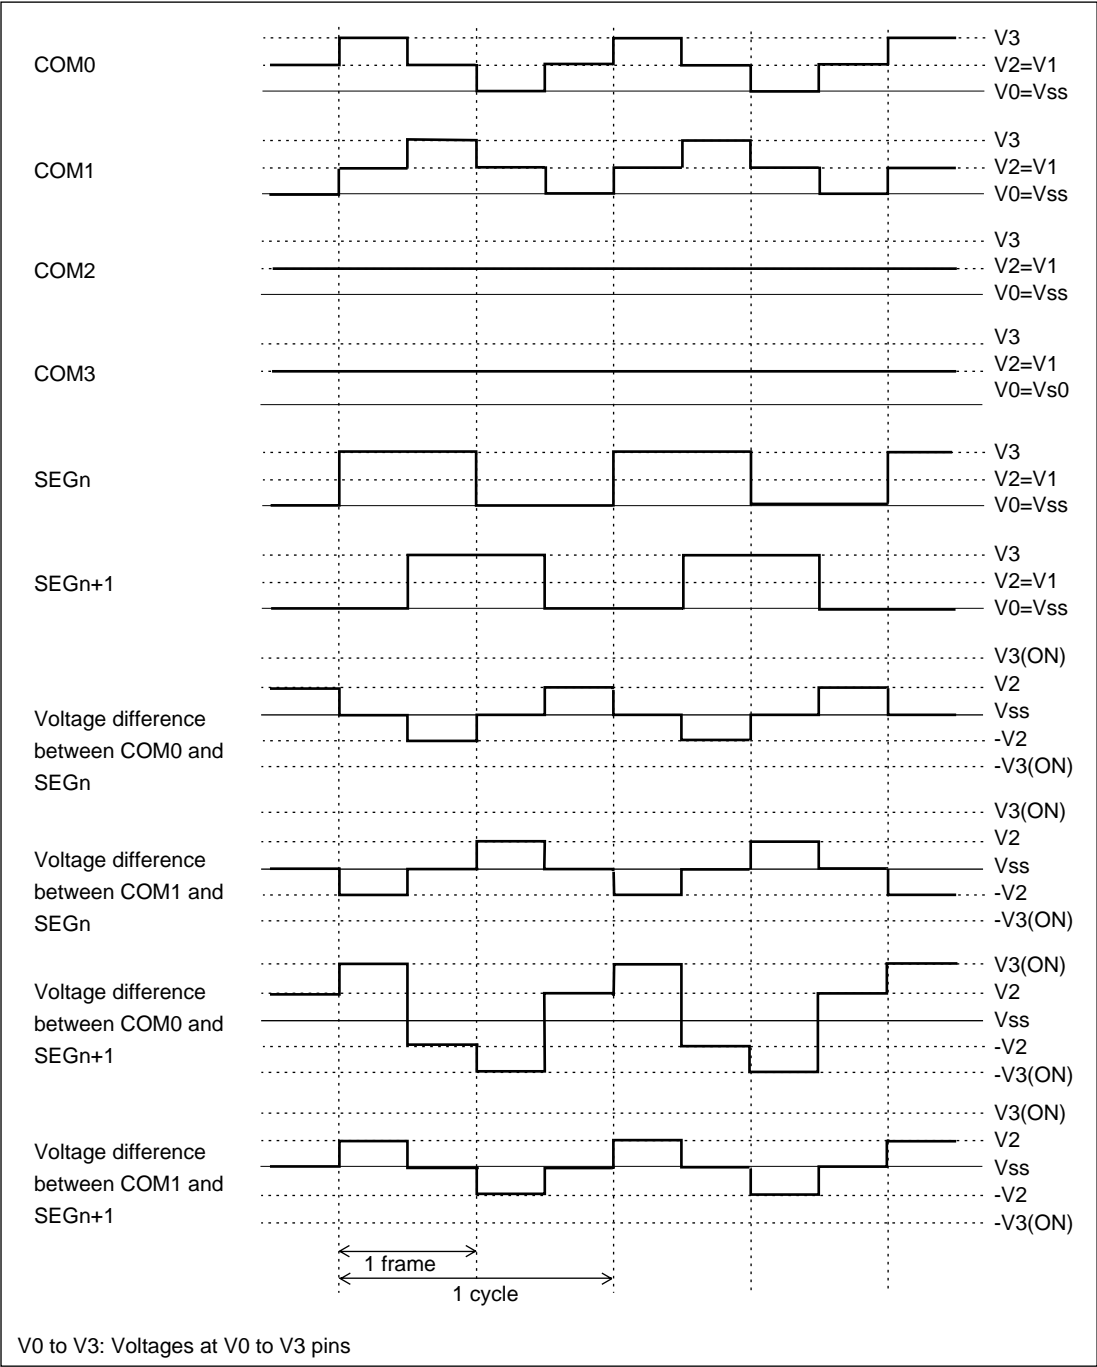 COM0
V3
V2=V1
V0=Vss
COM1
V3
V2=V1
V0=Vss
COM2
V3
V2=V1
V0=Vss
COM3
V3
V2=V1
V0=Vs0
SEGn
V3
V2=V1
V0=Vss
SEGn+1
V3
V2=V1
V0=Vss
Voltage difference
between COM0 and
SEGn
V3(ON)
V2
Vss
-V2
-V3(ON)
Voltage difference
between COM1 and
SEGn
V3(ON)
V2
Vss
-V2
-V3(ON)
Voltage difference
between COM0 and
SEGn+1
V3(ON)
V2
Vss
-V2
-V3(ON)
Voltage difference
between COM1 and
SEGn+1
V3(ON)
V2
Vss
-V2
-V3(ON)
1 frame
1 cycle
V0 to V3: Voltages at V0 to V3 pins